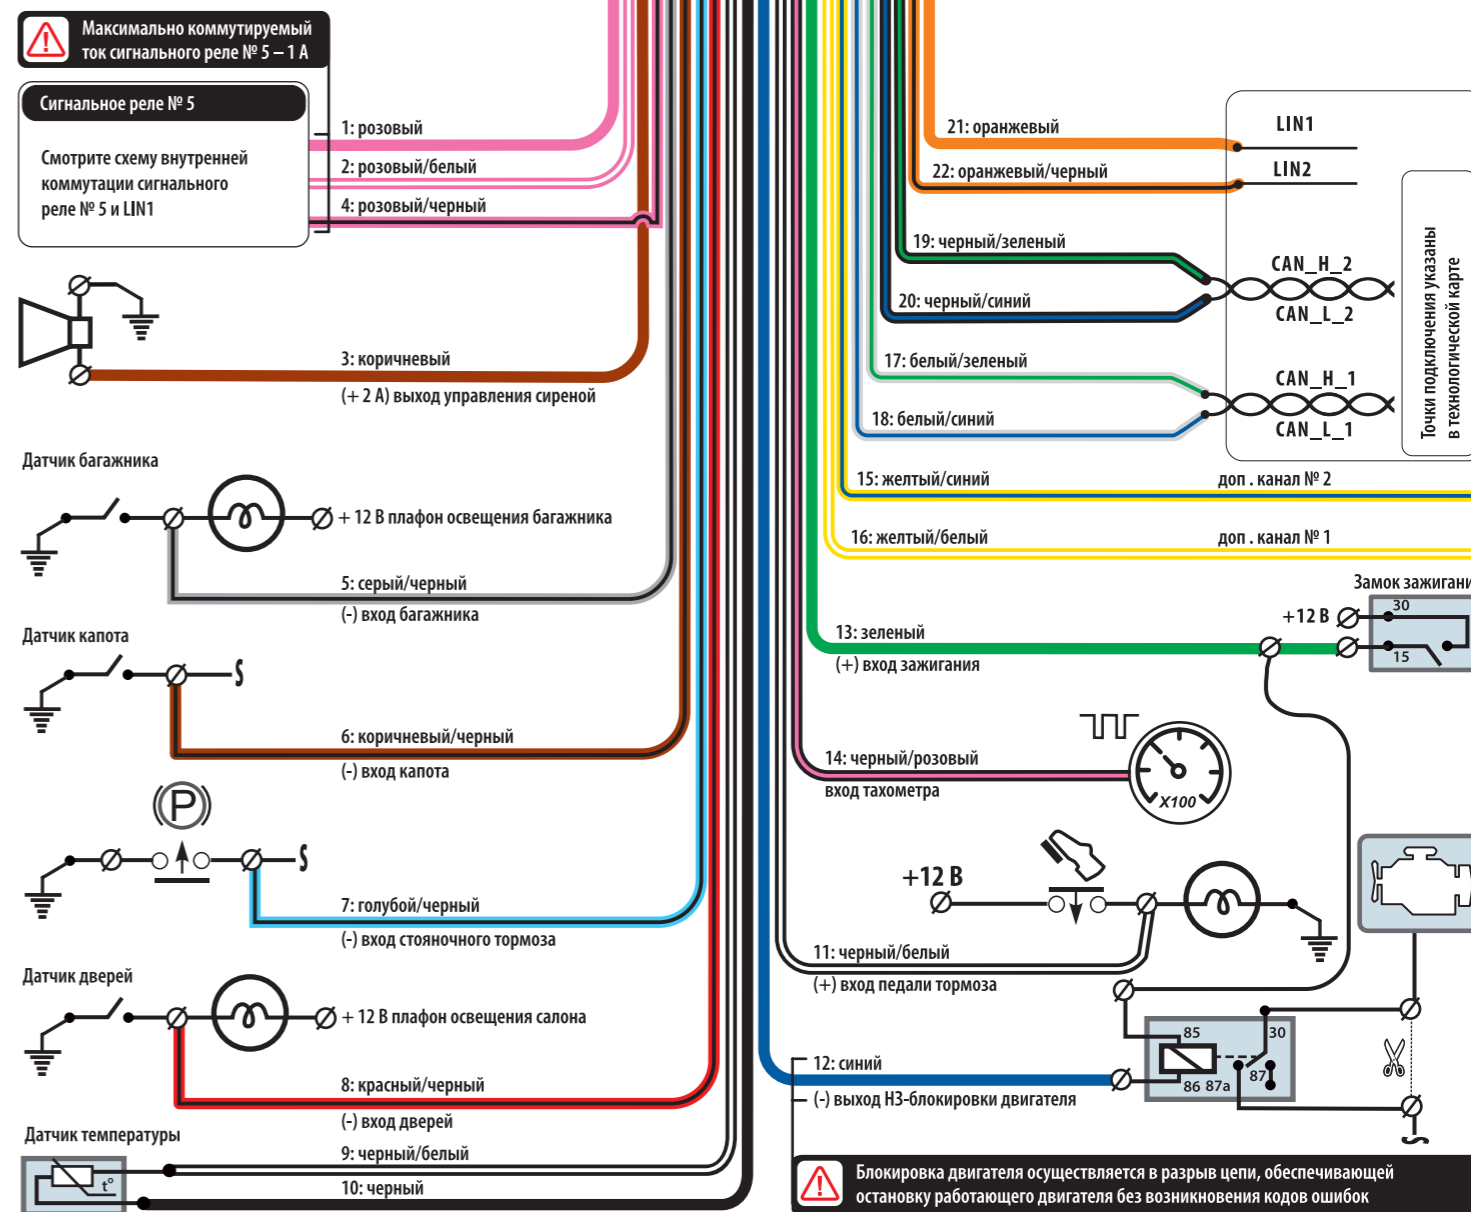 Максимально коммутируемый
ток сигнального реле № 5 – 1 А
Сигнальное реле № 5
Смотрите схему внутренней
коммутации сигнального
реле № 5 и LIN1
1: розовый
2: розовый/белый
4: розовый/черный
3: коричневый
(+ 2 А) выход управления сиреной
Датчик багажника
+ 12 В плафон освещения багажника
5: серый/черный
(-) вход багажника
Датчик капота
6: коричневый/черный
(-) вход капота
P
7: голубой/черный
(-) вход стояночного тормоза
Датчик дверей
+ 12 В плафон освещения салона
8: красный/черный
(-) вход дверей
Датчик температуры
9: черный/белый
10: черный
t°
21: оранжевый
LIN1
22: оранжевый/черный
LIN2
19: черный/зеленый
CAN_H_2
20: черный/синий
CAN_L_2
17: белый/зеленый
CAN_H_1
18: белый/синий
CAN_L_1
Точки подключения указаны
в технологической карте
15: желтый/синий
доп . канал № 2
16: желтый/белый
доп . канал № 1
Замок зажигани
+12 В
30
15
13: зеленый
(+) вход зажигания
14: черный/розовый
вход тахометра
X100
+12 В
11: черный/белый
(+) вход педали тормоза
12: синий
(-) выход НЗ-блокировки двигателя
85
30
86 87a
87
Блокировка двигателя осуществляется в разрыв цепи, обеспечивающей
остановку работающего двигателя без возникновения кодов ошибок